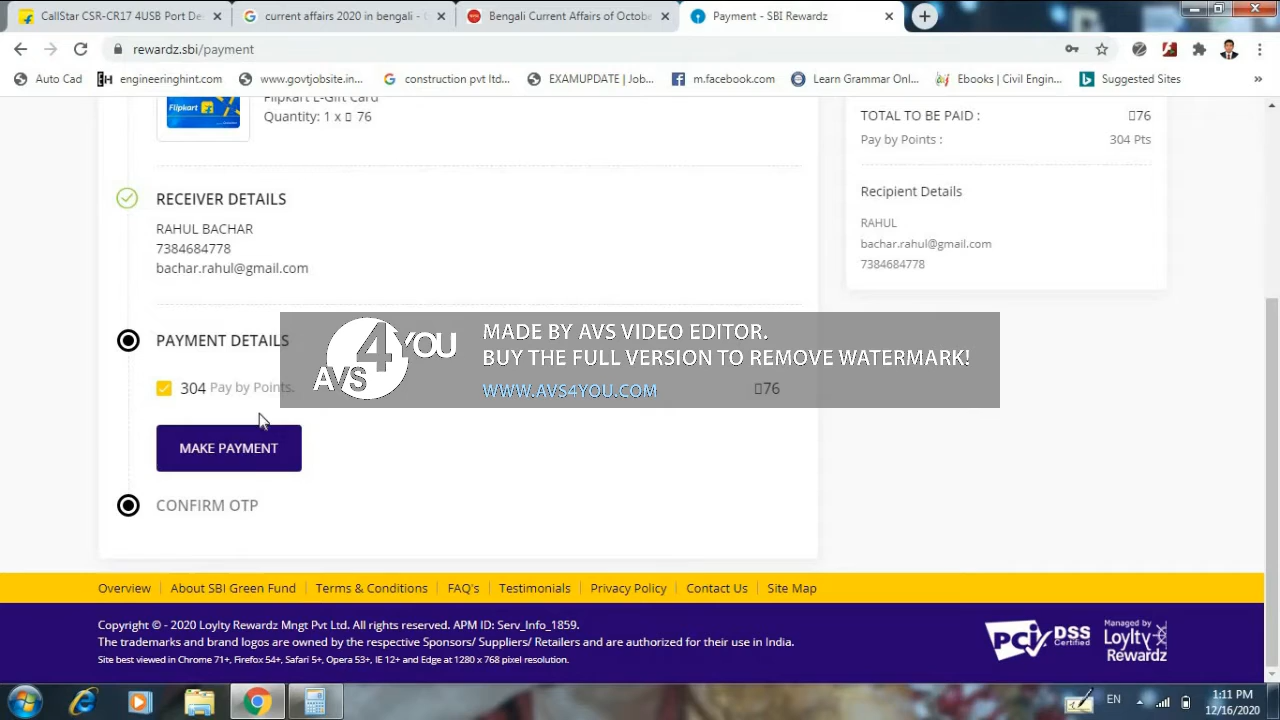 CallStar CSR-CR17 4USB Port De
current affairs 2020 in bengali - G
Bengali Current Affairs of Octobe
Payment - SBI Rewardz
rewardz.sbi/payment
Auto Cad
engineeringhint.com
www.govtjobsite.in...
construction pvt ltd...
EXAMUPDATE | Job...
m.facebook.com
Learn Grammar Onl...
Ebooks | Civil Engin...
Suggested Sites
»
Flipkart
Flipkart E-Gift Card
Quantity: 1 x ▯ 76
TOTAL TO BE PAID : ▯76
Pay by Points : 304 Pts
Recipient Details
RAHUL
bachar.rahul@gmail.com
7384684778
RECEIVER DETAILS
RAHUL BACHAR
7384684778
bachar.rahul@gmail.com
PAYMENT DETAILS
304 Pay by Points. ▯76
AVS4YOU
MADE BY AVS VIDEO EDITOR.
BUY THE FULL VERSION TO REMOVE WATERMARK!
WWW.AVS4YOU.COM
MAKE PAYMENT
CONFIRM OTP
Overview | About SBI Green Fund | Terms & Conditions | FAQ's | Testimonials | Privacy Policy | Contact Us | Site Map
Copyright © - 2020 Loylty Rewardz Mngt Pvt Ltd. All rights reserved. APM ID: Serv_Info_1859.
The trademarks and brand logos are owned by the respective Sponsors/ Suppliers/ Retailers and are authorized for their use in India.
Site best viewed in Chrome 71+, Firefox 54+, Safari 5+, Opera 53+, IE 12+ and Edge at 1280 x 768 pixel resolution.
PCI DSS Certified
Managed by Loylty Rewardz
EN
1:11 PM
12/16/2020